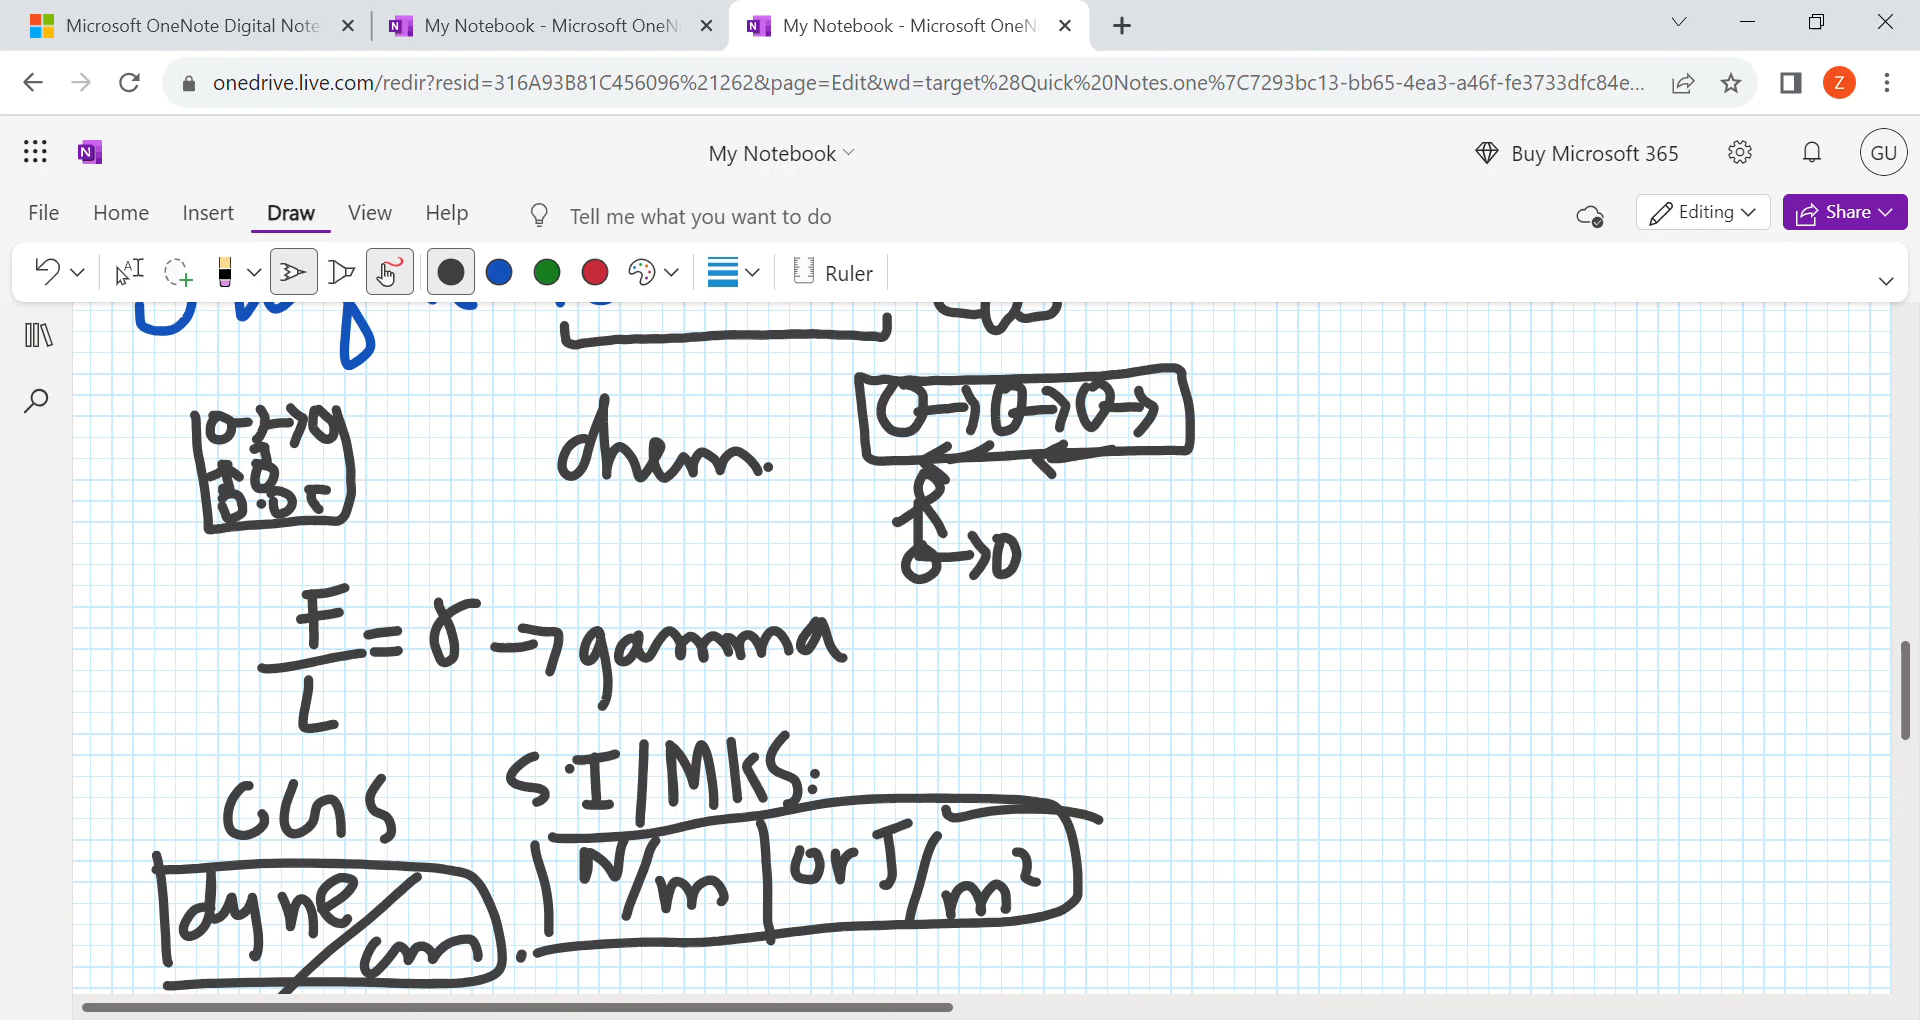 Microsoft OneNote Digital Note
My Notebook - Microsoft OneN
My Notebook - Microsoft OneN
onedrive.live.com/redir?resid=316A93B81C456096%21262&page=Edit&wd=target%28Quick%20Notes.one%7C7293bc13-bb65-4ea3-a46f-fe3733dfc84e...
Z
N
My Notebook
Buy Microsoft 365
GU
File Home Insert Draw View Help
Tell me what you want to do
Editing
Share
Ruler
chem.
F/L = γ → gamma
S.I/MKS:
CGS
N/m or J/m²
dyne/cm